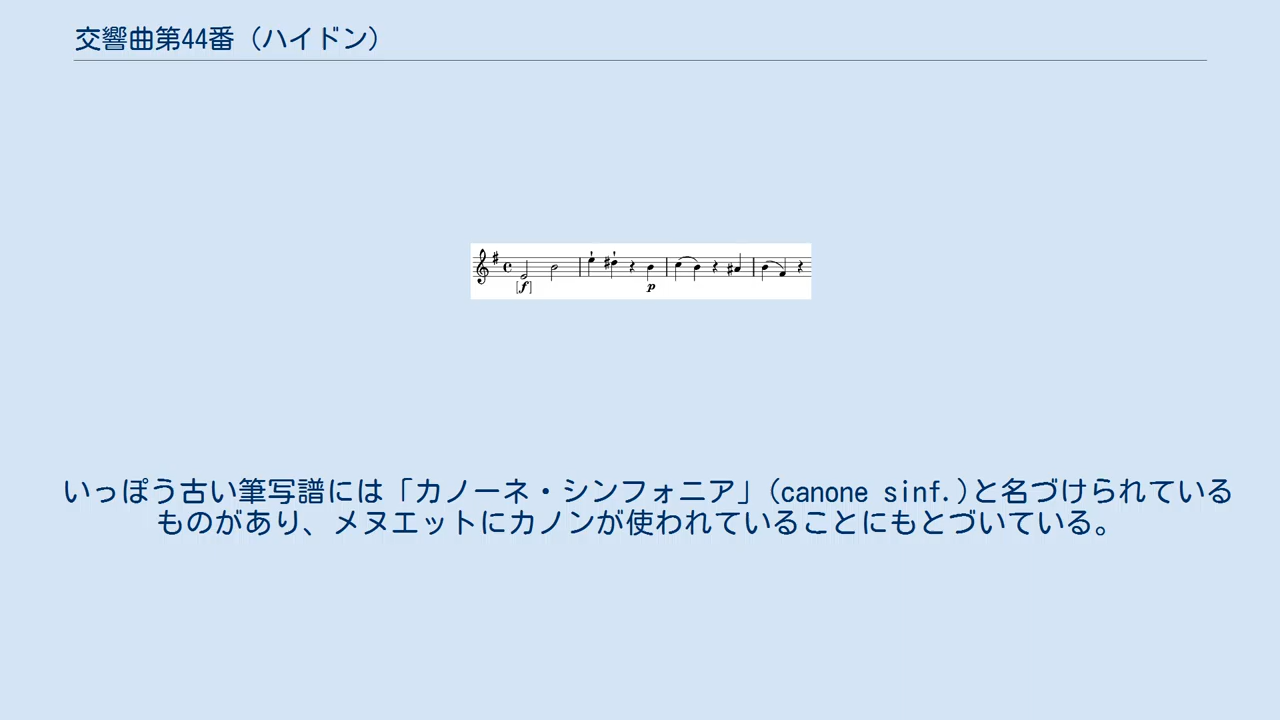 交響曲第44番（ハイドン）
[f]
p
いっぽう古い筆写譜には「カノーネ・シンフォニア」(canone sinf.)と名づけられている
ものがあり、メヌエットにカノンが使われていることにもとづいている。